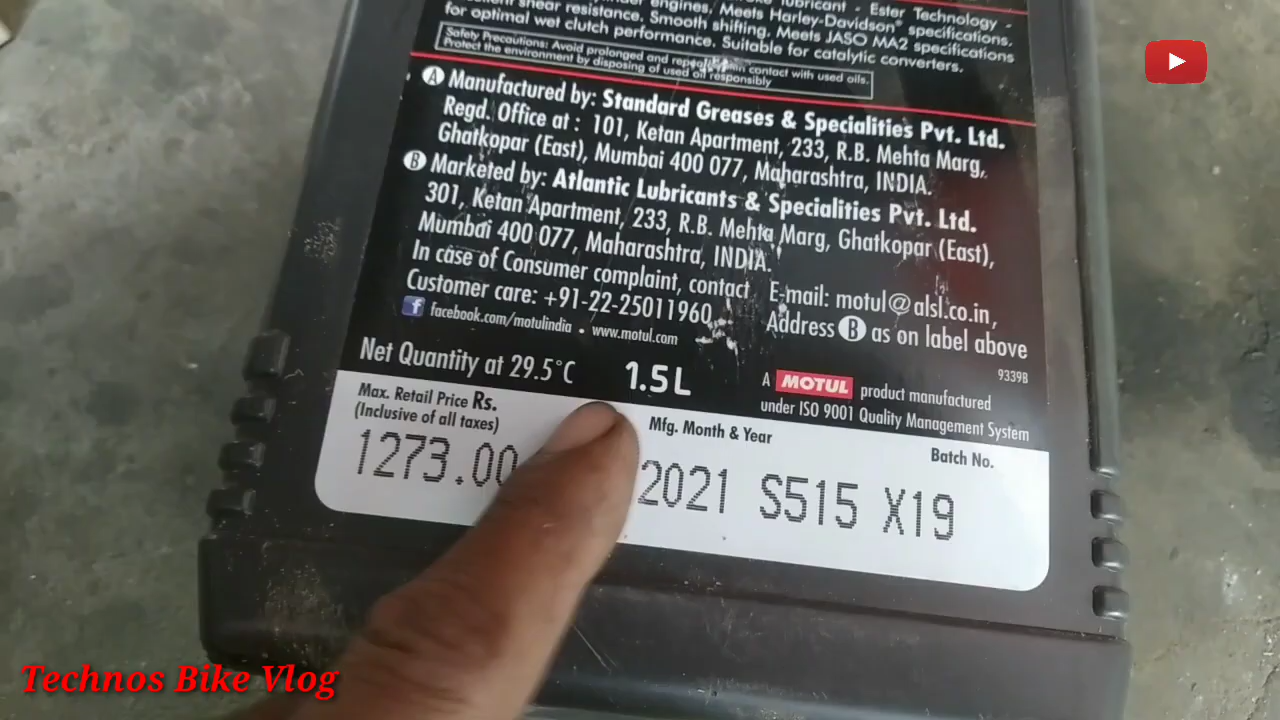 lubricant - Ester Technology -
engines. Meets Harley-Davidson® specifications.
shear resistance. Smooth shifting. Meets JASO MA2 specifications
for optimal wet clutch performance. Suitable for catalytic converters.
Safety Precautions: Avoid prolonged and contact with used oils.
Protect the environment by disposing of used oil responsibly
A Manufactured by: Standard Greases & Specialities Pvt. Ltd.
Regd. Office at : 101, Ketan Apartment, 233, R.B. Mehta Marg,
Ghatkopar (East), Mumbai 400 077, Maharashtra, INDIA.
B Marketed by: Atlantic Lubricants & Specialities Pvt. Ltd.
301, Ketan Apartment, 233, R.B. Mehta Marg, Ghatkopar (East),
Mumbai 400 077, Maharashtra, INDIA.
In case of Consumer complaint, contact
Customer care: +91-22-25011960, E-mail: motul@alsl.co.in,
Address B as on label above
f facebook.com/motulindia • www.motul.com
9339B
Net Quantity at 29.5°C 1.5L
A MOTUL product manufactured
under ISO 9001 Quality Management System
Max. Retail Price Rs.
(Inclusive of all taxes)
Mfg. Month & Year
Batch No.
1273.00 2021 S515 X19
Technos Bike Vlog